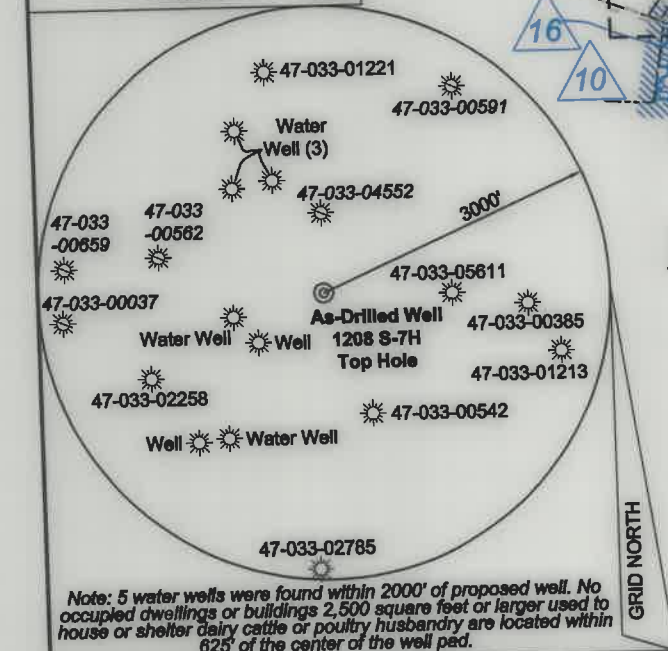 16
10
47-033-01221
47-033-00591
Water
Well (3)
47-033-04552
3000'
47-033
-00562
47-033
-00659
47-033-05611
47-033-00037
As-Drilled Well
1208 S-7H
Top Hole
47-033-00385
Water Well
Well
47-033-01213
47-033-02258
47-033-00542
Well
Water Well
47-033-02785
GRID NORTH
Note: 5 water wells were found within 2000' of proposed well. No
occupied dwellings or buildings 2,500 square feet or larger used to
house or shelter dairy cattle or poultry husbandry are located within
625' of the center of the well pad.